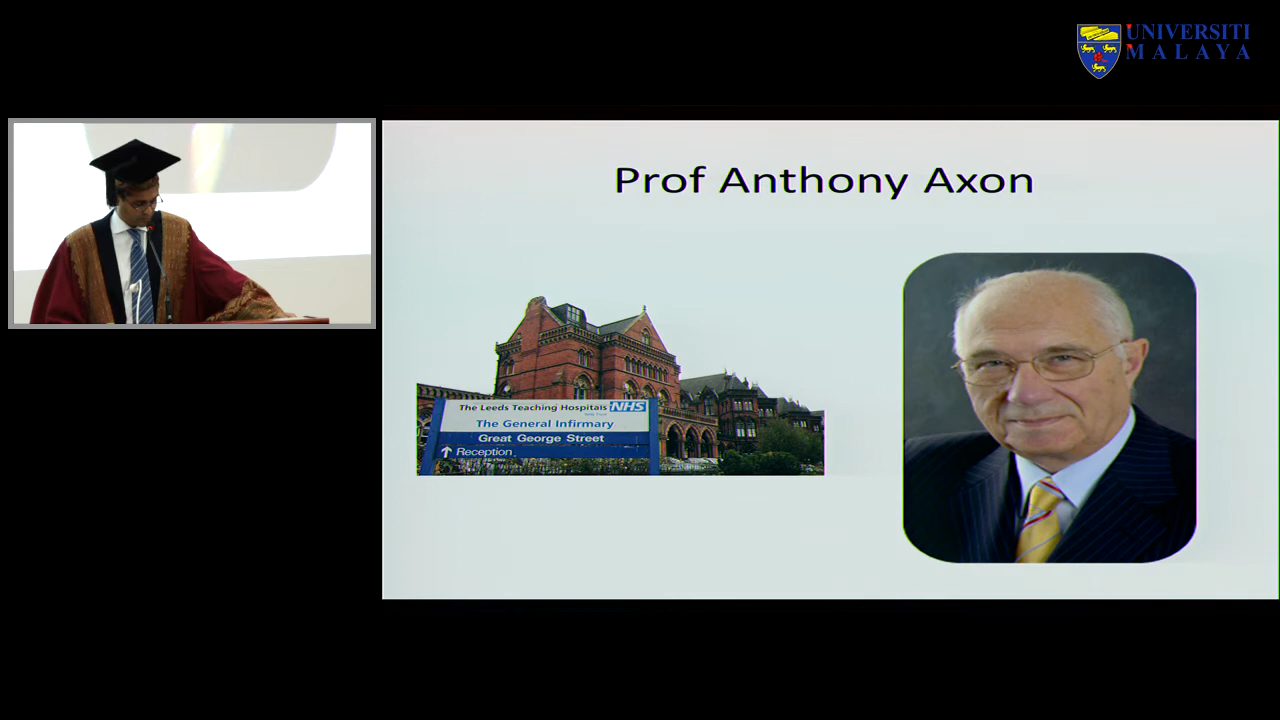 UNIVERSITI
MALAYA
Prof Anthony Axon
The Leeds Teaching Hospitals NHS
The General Infirmary
Great George Street
Reception